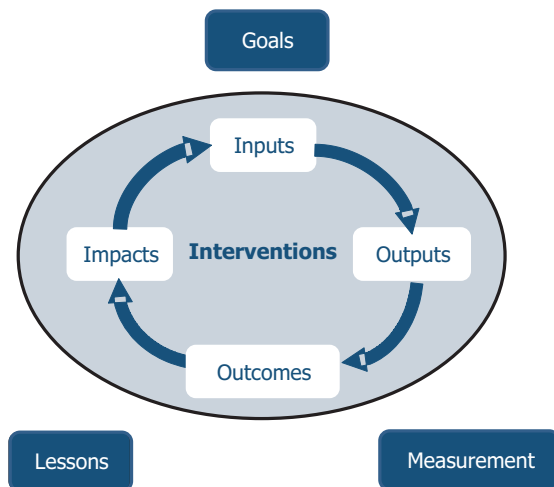 Goals
Inputs
Impacts
Interventions
Outputs
Outcomes
Lessons
Measurement